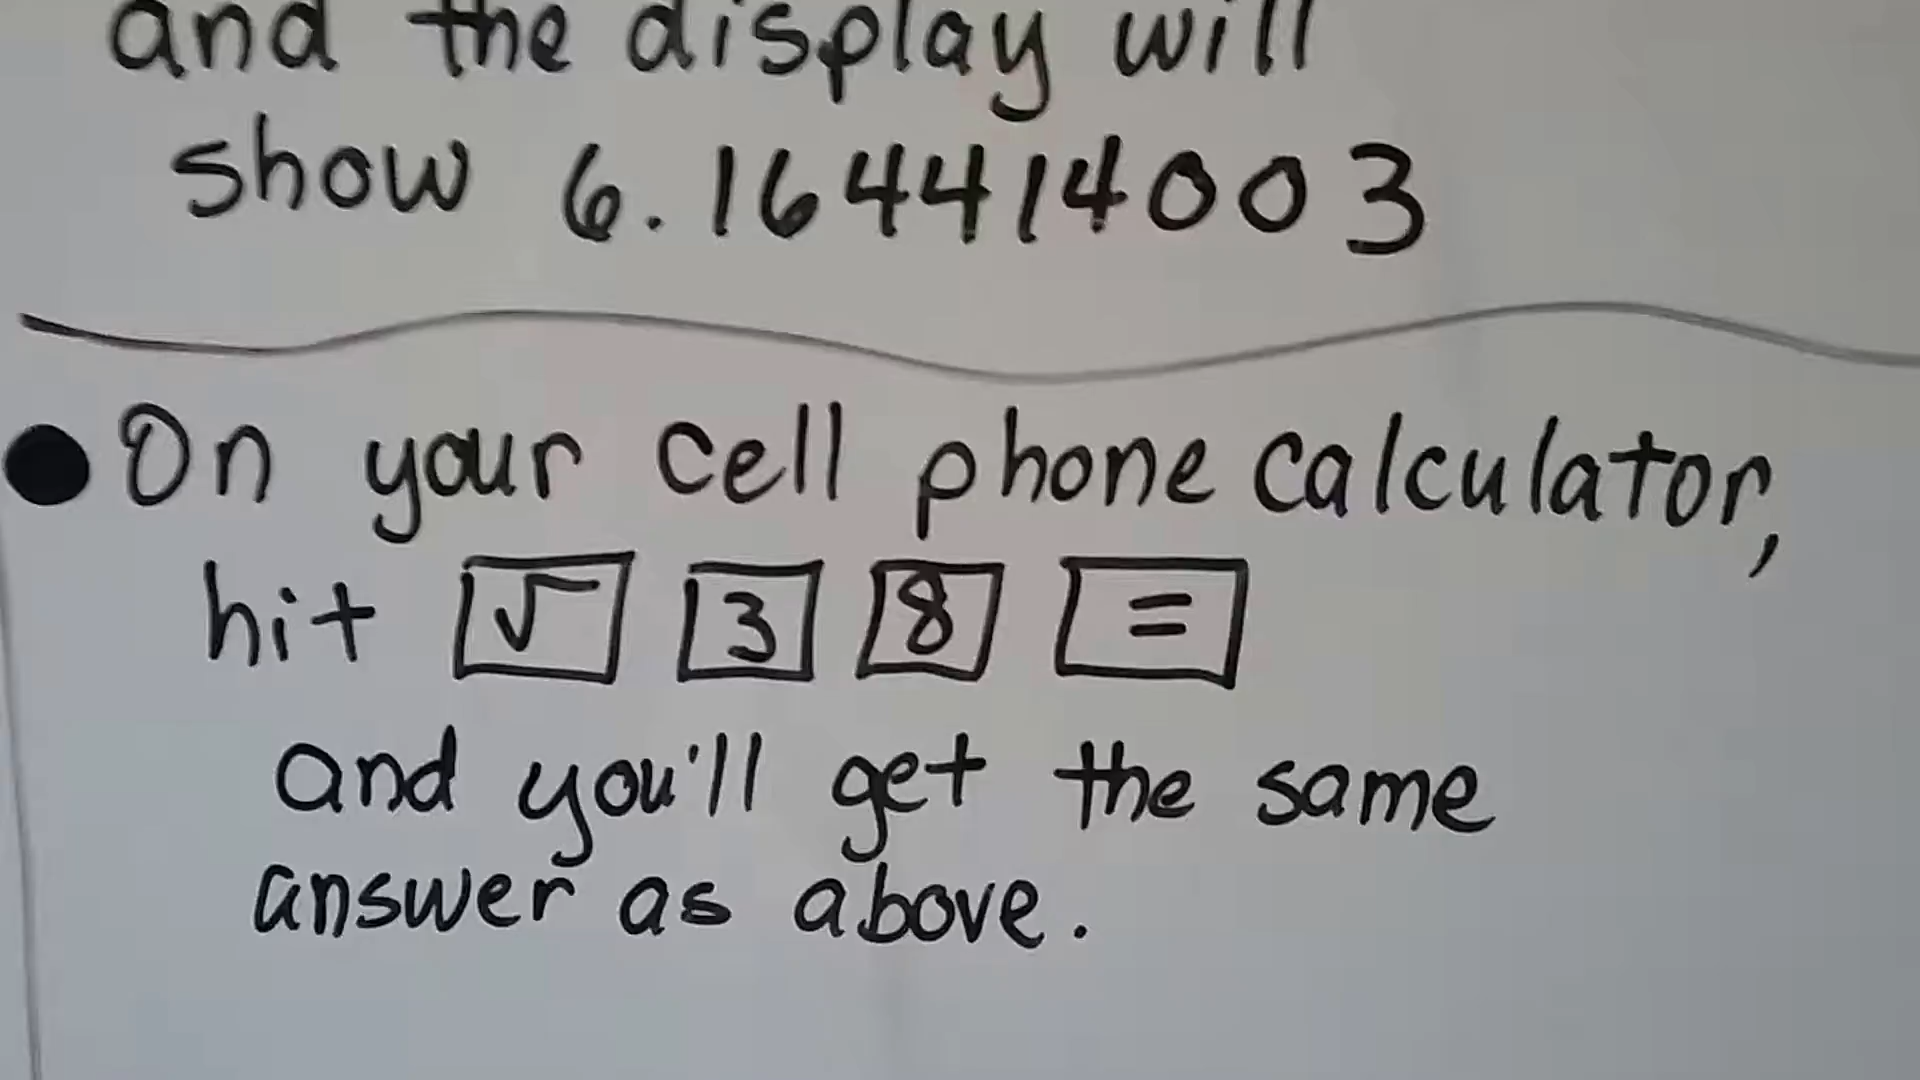 and the display will
show 6.164414003
On your cell phone calculator,
hit √ 3 8 =
and you'll get the same
answer as above.